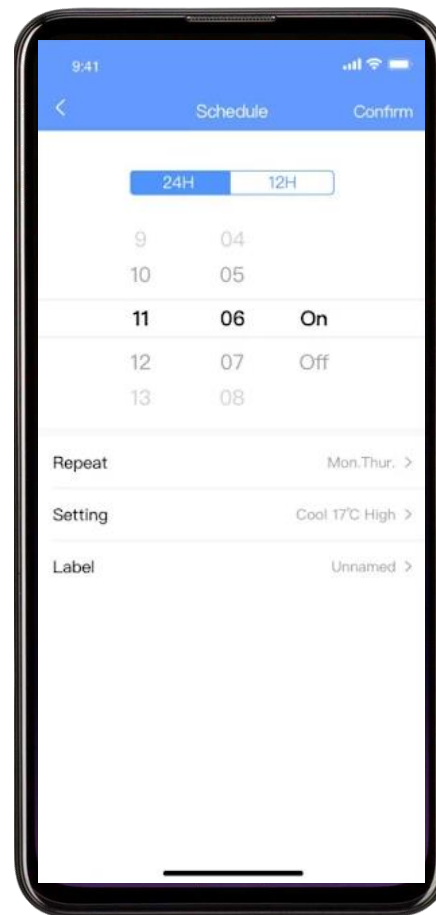 9:41
Schedule Confirm
24H 12H
9 04
10 05
11 06 On
12 07 Off
13 08
Repeat Mon.Thur. >
Setting Cool 17℃ High >
Label Unnamed >